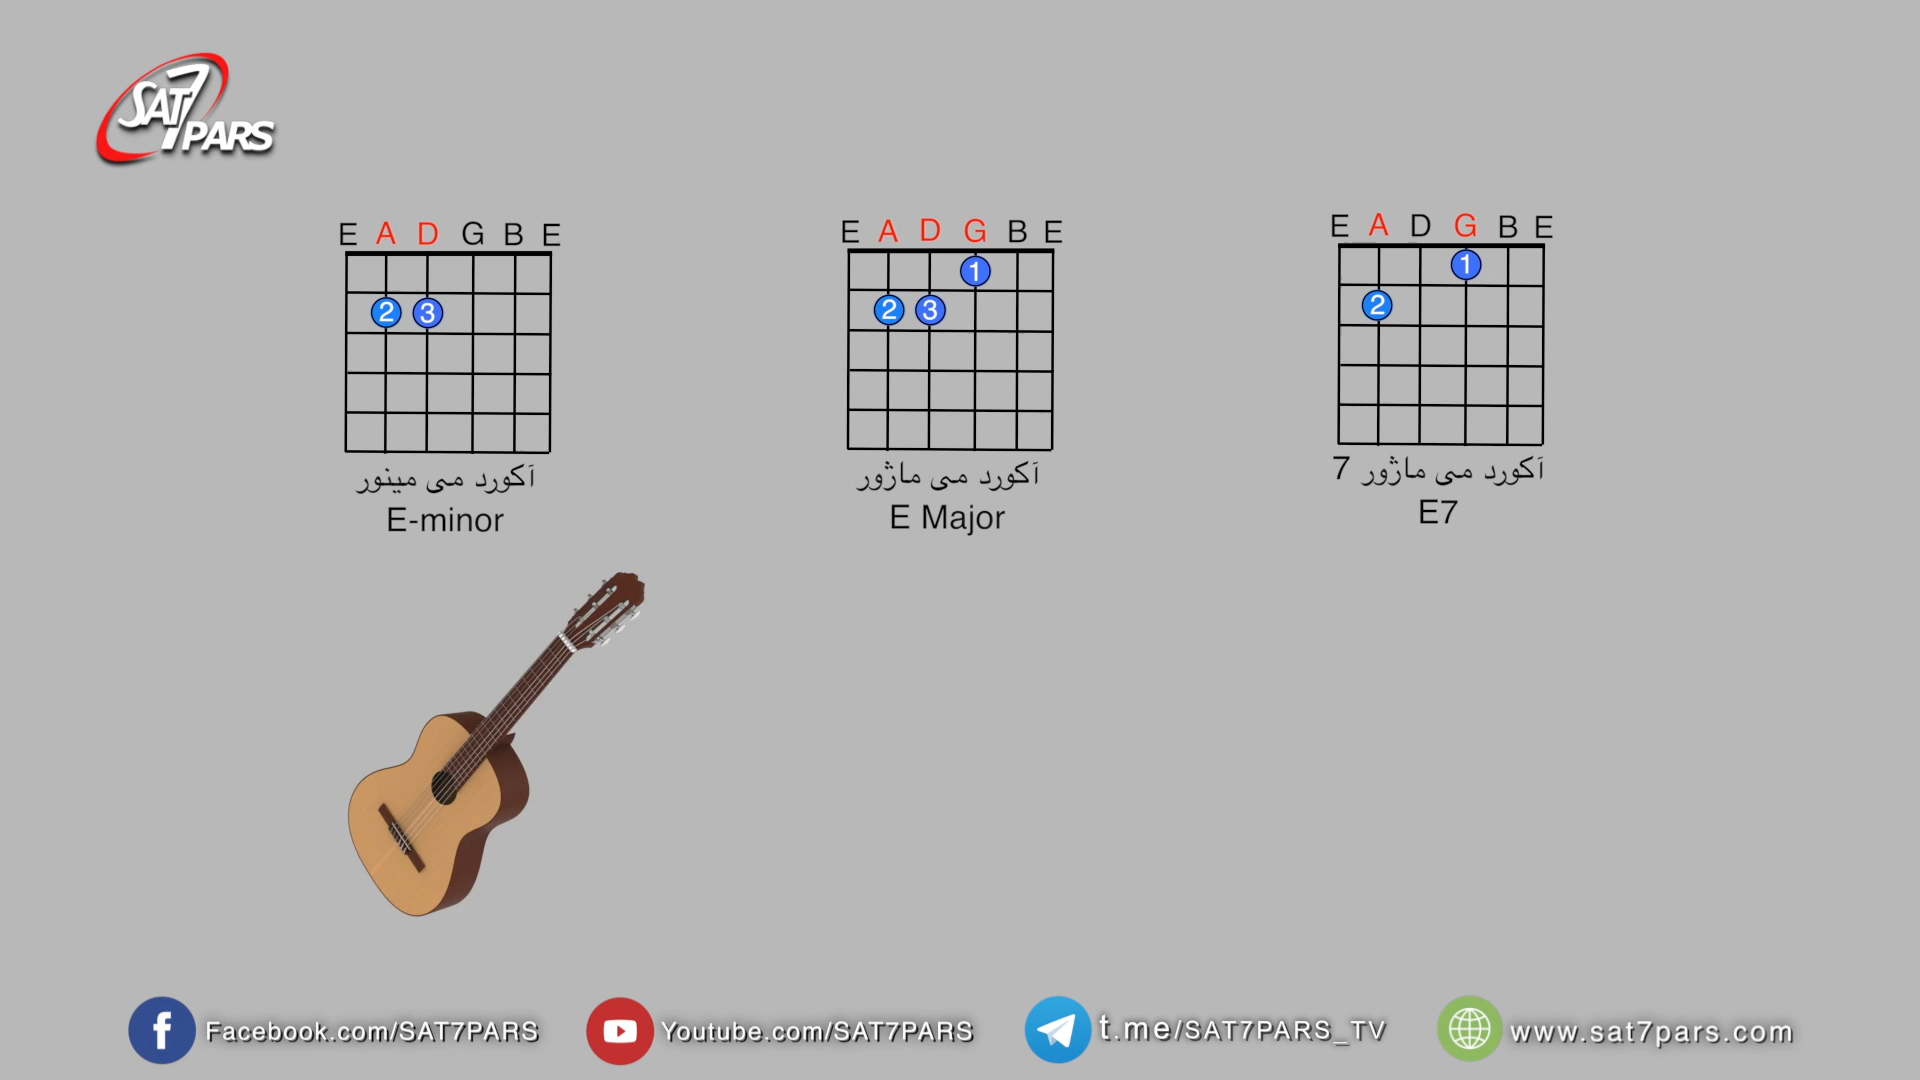 SAT7
PARS
E A D G B E
2 3
آکورد می مینور
E-minor
E A D G B E
1
2 3
آکورد می ماژور
E Major
E A D G B E
1
2
آکورد می ماژور 7
E7
Facebook.com/SAT7PARS
Youtube.com/SAT7PARS
t.me/SAT7PARS_TV
www.sat7pars.com